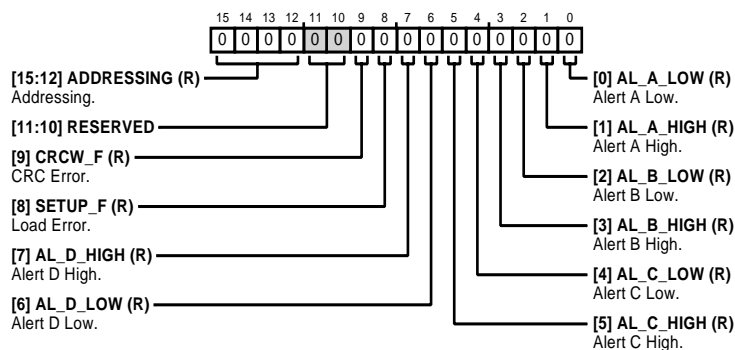 15 14 13 12 11 10 9 8 7 6 5 4 3 2 1 0
0 0 0 0 0 0 0 0 0 0 0 0 0 0 0 0
[15:12] ADDRESSING (R)
Addressing.
[11:10] RESERVED
[9] CRCW_F (R)
CRC Error.
[8] SETUP_F (R)
Load Error.
[7] AL_D_HIGH (R)
Alert D High.
[6] AL_D_LOW (R)
Alert D Low.
[0] AL_A_LOW (R)
Alert A Low.
[1] AL_A_HIGH (R)
Alert A High.
[2] AL_B_LOW (R)
Alert B Low.
[3] AL_B_HIGH (R)
Alert B High.
[4] AL_C_LOW (R)
Alert C Low.
[5] AL_C_HIGH (R)
Alert C High.